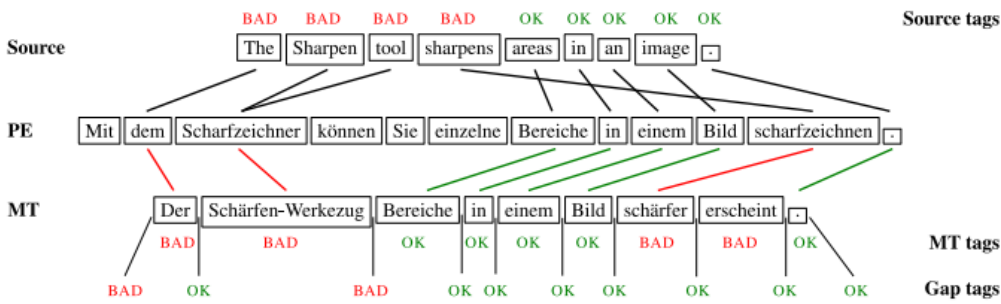 BAD BAD BAD BAD OK OK OK OK OK Source tags
Source The Sharpen tool sharpens areas in an image .
PE Mit dem Scharfzeichner können Sie einzelne Bereiche in einem Bild scharfzeichnen .
MT Der Schärfen-Werkezug Bereiche in einem Bild schärfer erscheint .
BAD BAD OK OK OK OK BAD BAD OK MT tags
BAD OK BAD OK OK OK OK OK OK OK Gap tags